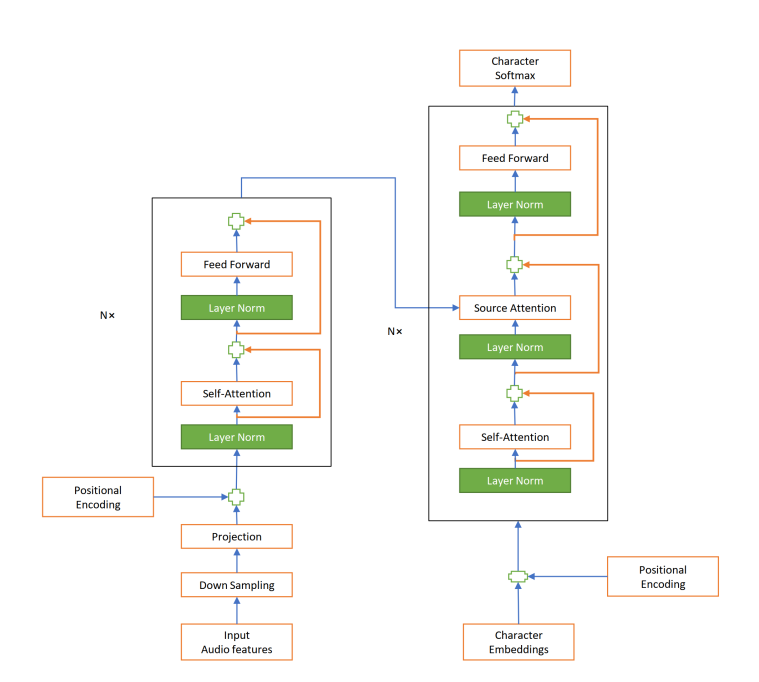 Character
Softmax
Feed Forward
Layer Norm
Source Attention
Layer Norm
Self-Attention
Layer Norm
N×
Feed Forward
Layer Norm
N×
Self-Attention
Layer Norm
Positional
Encoding
Projection
Down Sampling
Input
Audio features
Positional
Encoding
Character
Embeddings